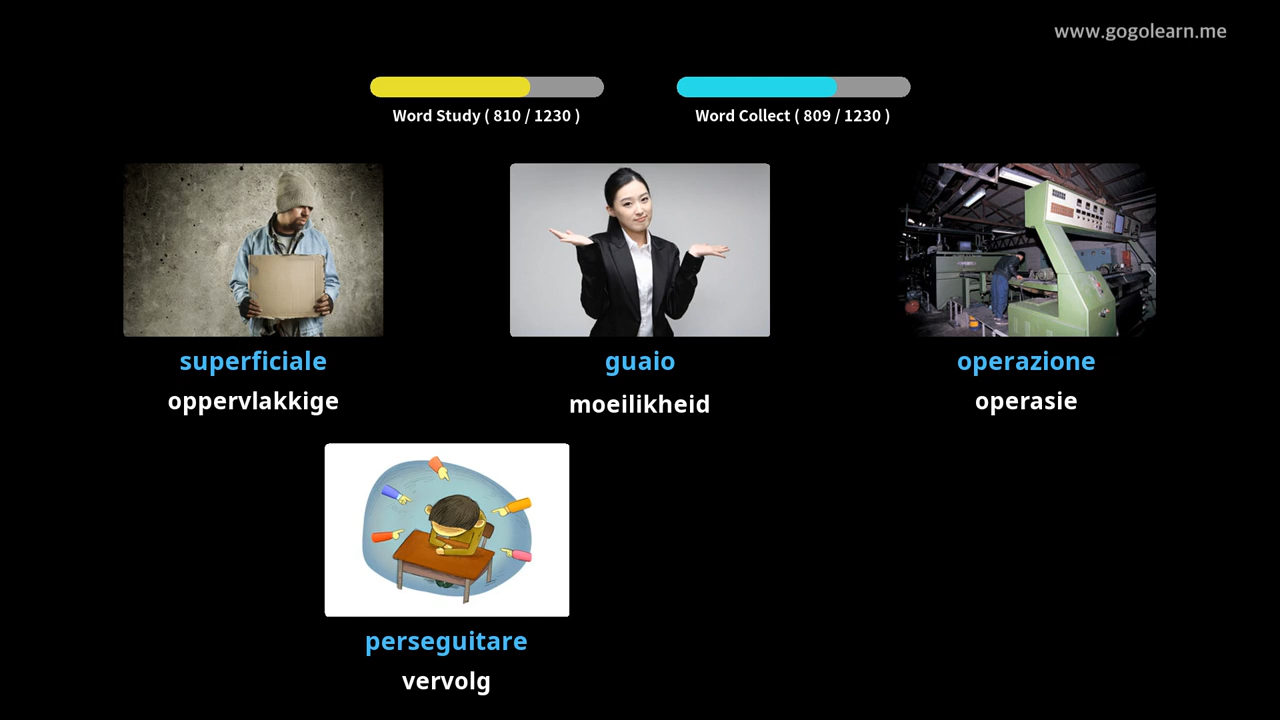 www.gogolearn.me
Word Study ( 810 / 1230 )
Word Collect ( 809 / 1230 )
superficiale
oppervlakkige
guaio
moeilikheid
operazione
operasie
perseguitare
vervolg